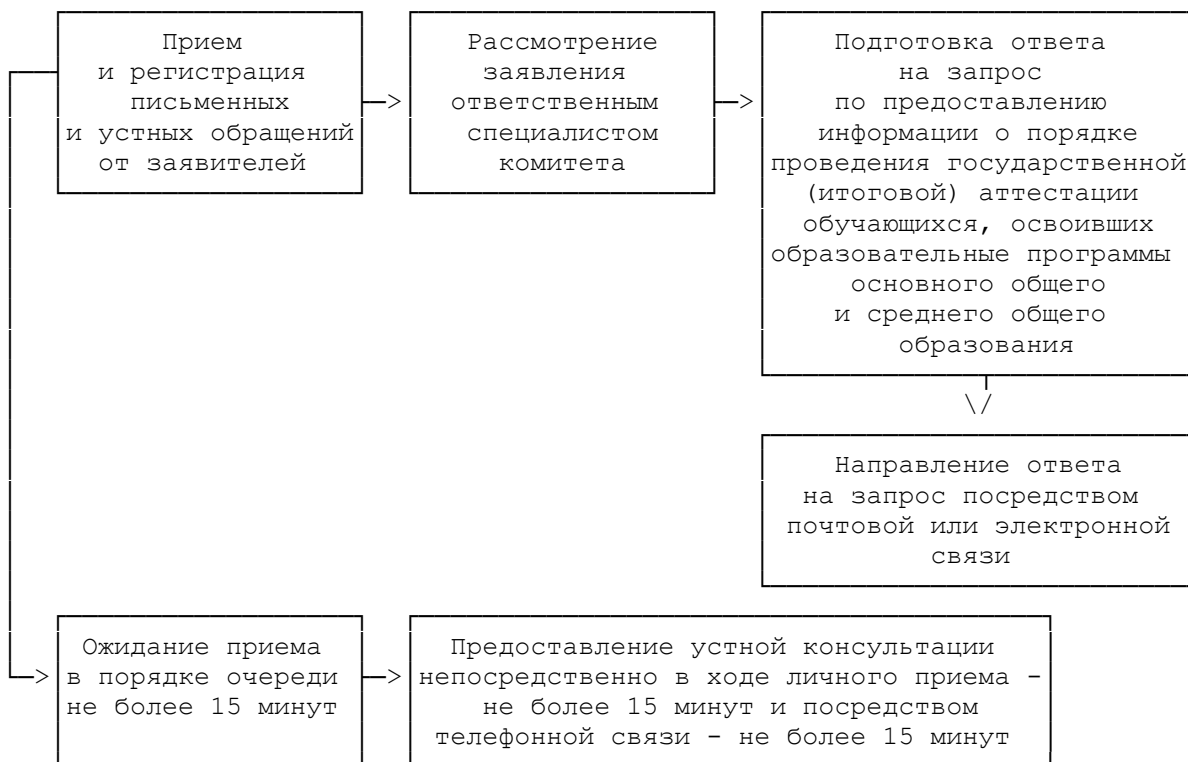 Прием
и регистрация
письменных
и устных обращений
от заявителей
Рассмотрение
заявления
ответственным
специалистом
комитета
Подготовка ответа
на запрос
по предоставлению
информации о порядке
проведения государственной
(итоговой) аттестации
обучающихся, освоивших
образовательные программы
основного общего
и среднего общего
образования
Направление ответа
на запрос посредством
почтовой или электронной
связи
Ожидание приема
в порядке очереди
не более 15 минут
Предоставление устной консультации
непосредственно в ходе личного приема -
не более 15 минут и посредством
телефонной связи - не более 15 минут